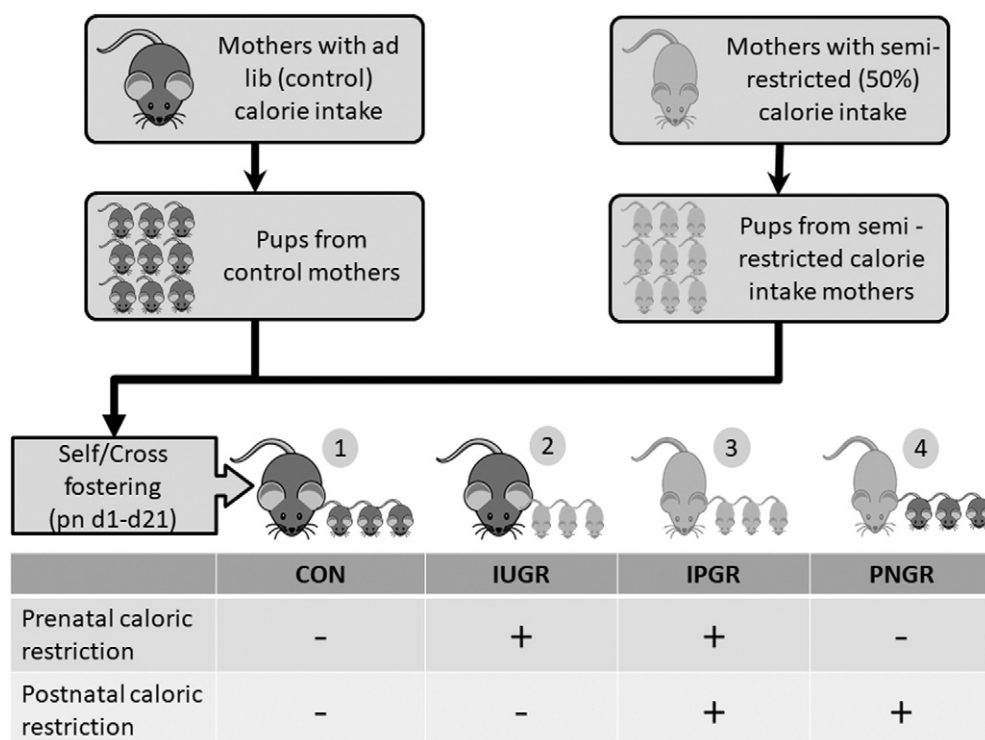 Mothers with ad
lib (control)
calorie intake
Mothers with semi-
restricted (50%)
calorie intake
Pups from
control mothers
Pups from semi -
restricted calorie
intake mothers
Self/Cross
fostering
(pn d1-d21)
1
2
3
4
CON IUGR IPGR PNGR
Prenatal caloric
restriction
- + + -
Postnatal caloric
restriction
- - + +